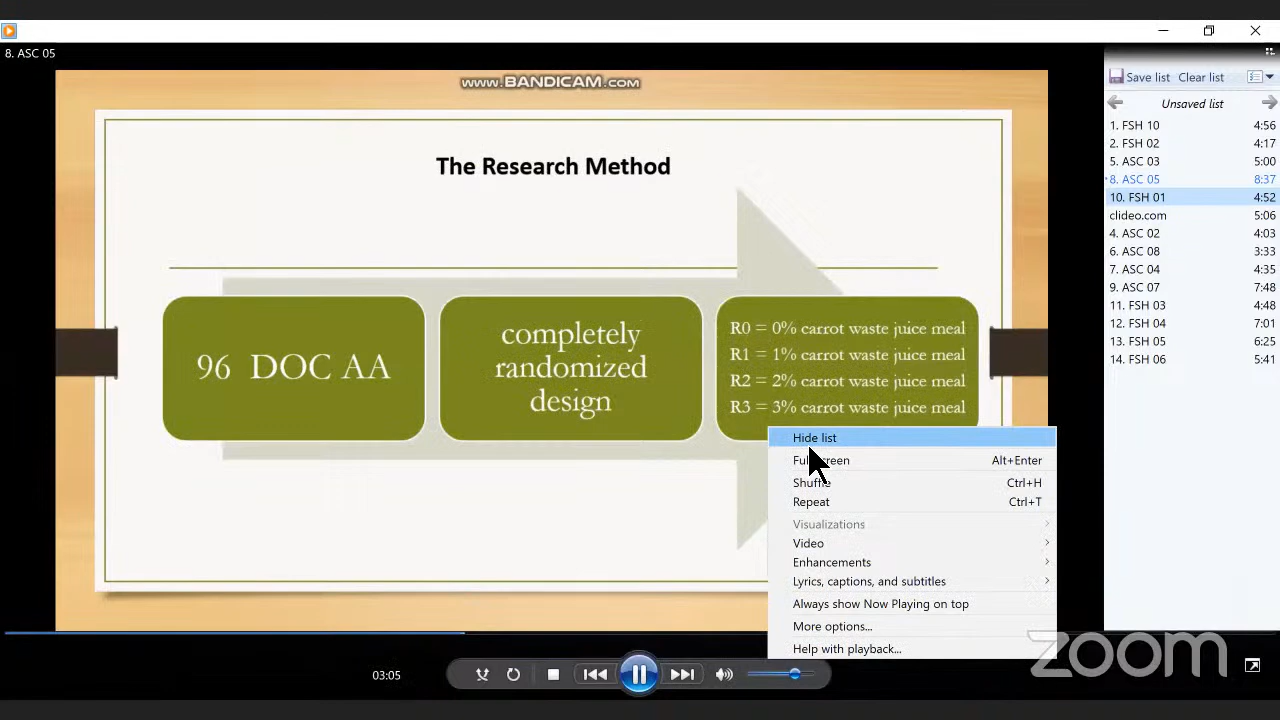 8. ASC 05
www.BANDICAM.com
The Research Method
96 DOC AA
completely
randomized
design
R0 = 0% carrot waste juice meal
R1 = 1% carrot waste juice meal
R2 = 2% carrot waste juice meal
R3 = 3% carrot waste juice meal
Hide list
Full screen Alt+Enter
Shuffle Ctrl+H
Repeat Ctrl+T
Visualizations
Video
Enhancements
Lyrics, captions, and subtitles
Always show Now Playing on top
More options...
Help with playback...
Save list Clear list
Unsaved list
1. FSH 10 4:56
2. FSH 02 4:17
5. ASC 03 5:00
8. ASC 05 8:37
10. FSH 01 4:52
clideo.com 5:06
4. ASC 02 4:03
6. ASC 08 3:33
7. ASC 04 4:35
9. ASC 07 7:48
11. FSH 03 4:48
12. FSH 04 7:01
13. FSH 05 6:25
14. FSH 06 5:41
03:05
zoom